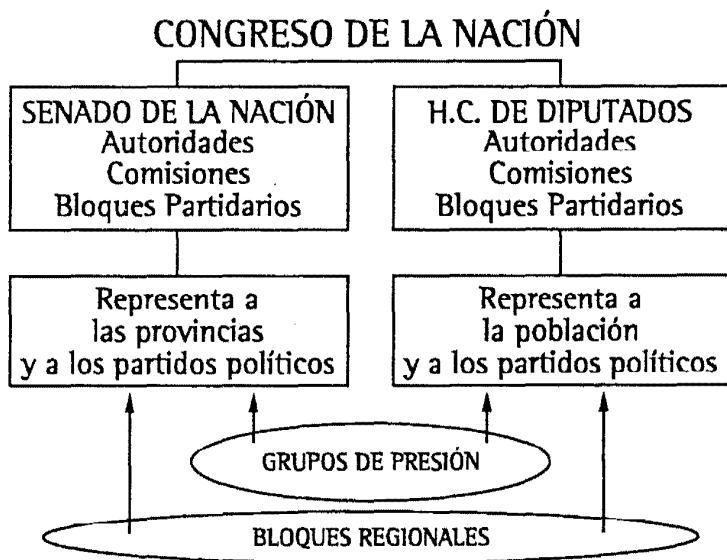 CONGRESO DE LA NACIÓN
SENADO DE LA NACIÓN
Autoridades
Comisiones
Bloques Partidarios
H.C. DE DIPUTADOS
Autoridades
Comisiones
Bloques Partidarios
Representa a
las provincias
y a los partidos políticos
Representa a
la población
y a los partidos políticos
GRUPOS DE PRESIÓN
BLOQUES REGIONALES